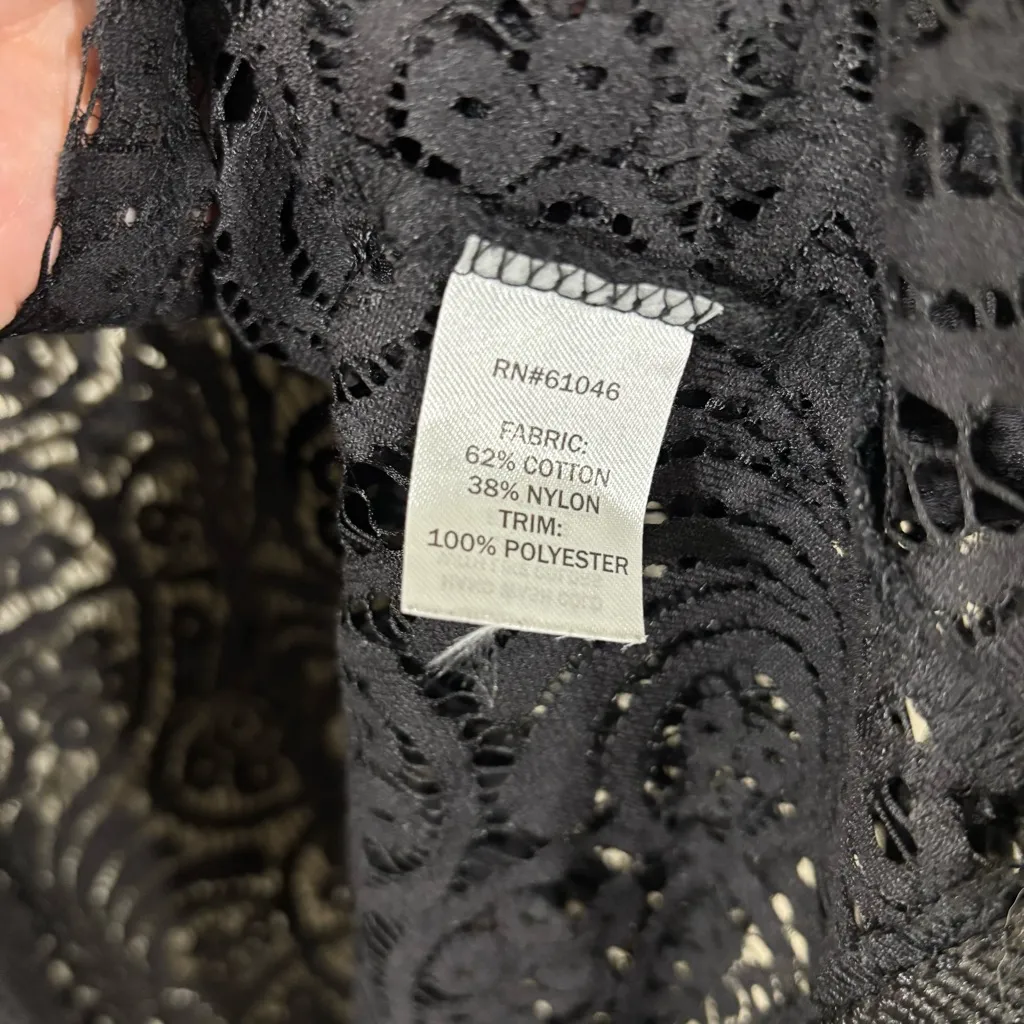 RN#61046
FABRIC:
62% COTTON
38% NYLON
TRIM:
100% POLYESTER